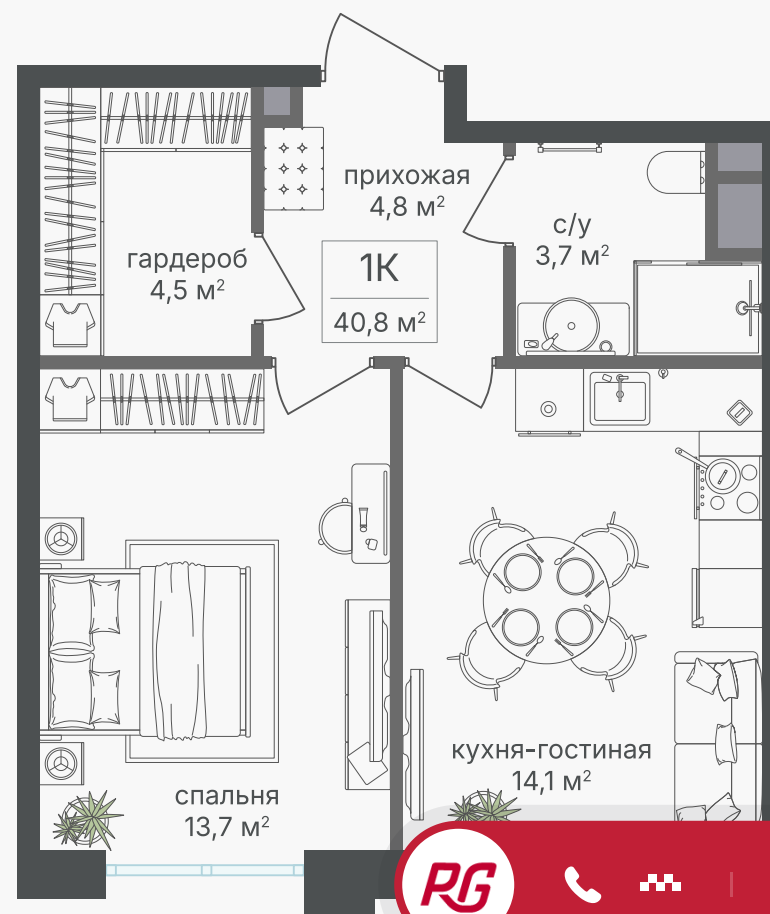 прихожая
4,8 м²
с/у
3,7 м²
гардероб
4,5 м²
1К
40,8 м²
кухня-гостиная
14,1 м²
спальня
13,7 м²
RG